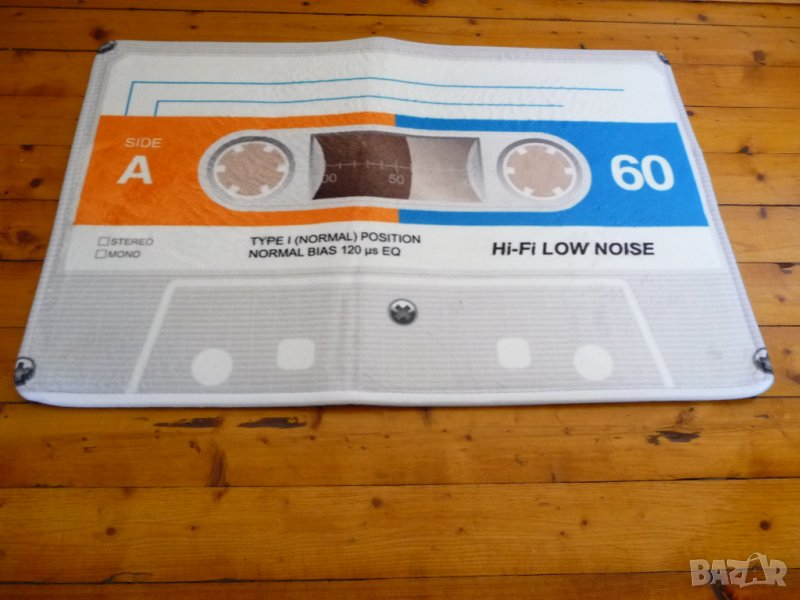 SIDE
A
00 50
60
STEREO
MONO
TYPE I (NORMAL) POSITION
NORMAL BIAS 120 µs EQ
Hi-Fi LOW NOISE
BAZAR